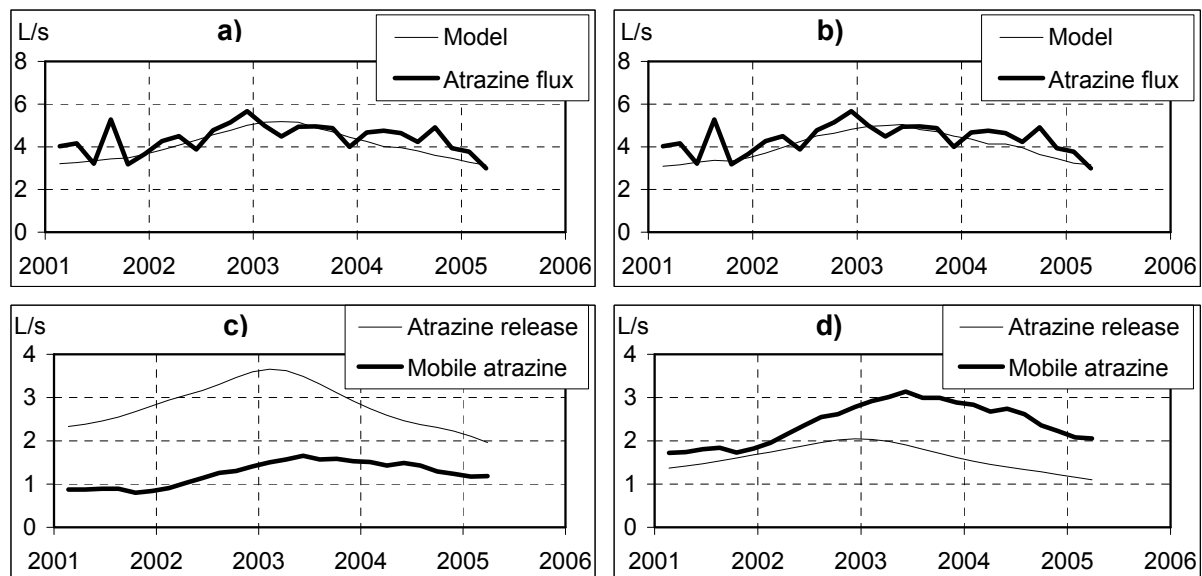 L/s
a)
Model
Atrazine flux
8
6
4
2
0
2001 2002 2003 2004 2005 2006
L/s
b)
Model
Atrazine flux
8
6
4
2
0
2001 2002 2003 2004 2005 2006
L/s
c)
Atrazine release
Mobile atrazine
4
3
2
1
0
2001 2002 2003 2004 2005 2006
L/s
d)
Atrazine release
Mobile atrazine
4
3
2
1
0
2001 2002 2003 2004 2005 2006